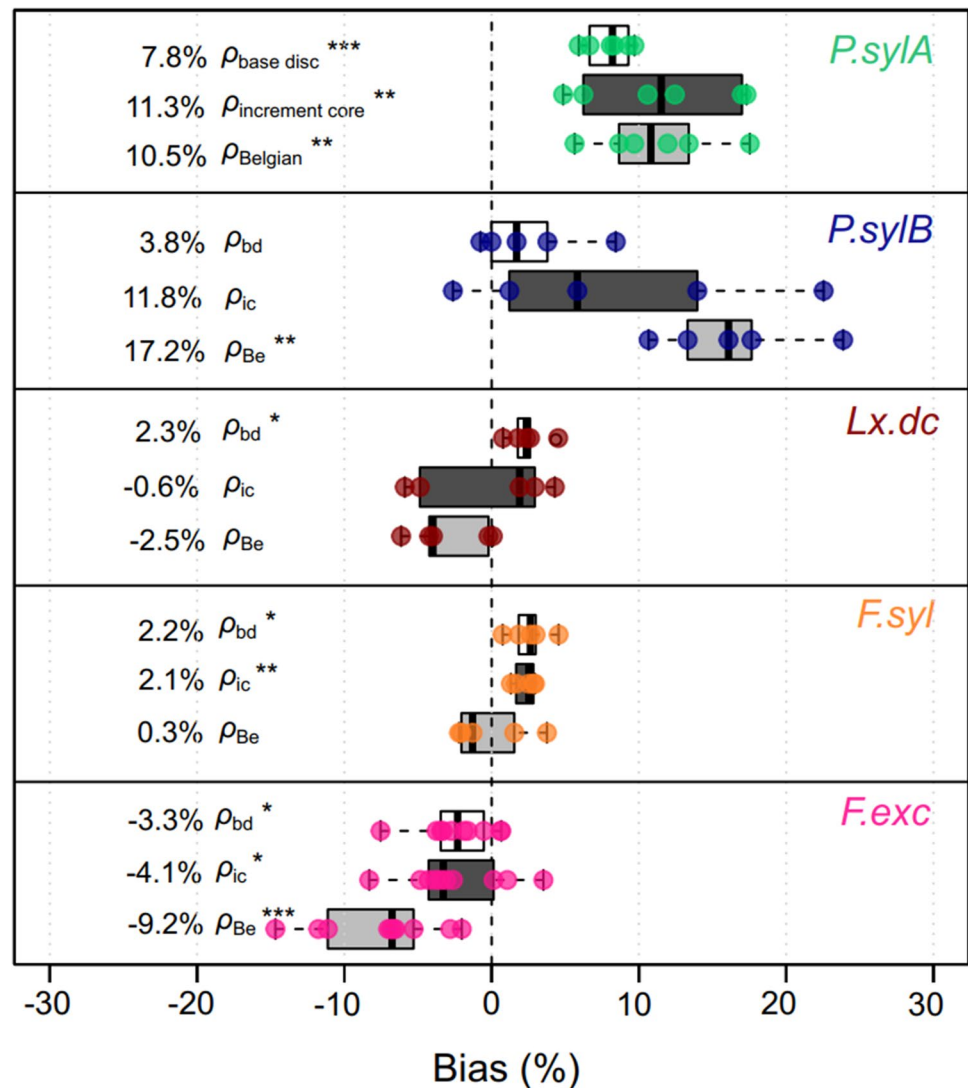 P.sylA
7.8% ρbase disc ***
11.3% ρincrement core **
10.5% ρBelgian **
P.sylB
3.8% ρbd
11.8% ρic
17.2% ρBe **
Lx.dc
2.3% ρbd *
-0.6% ρic
-2.5% ρBe
F.syl
2.2% ρbd *
2.1% ρic **
0.3% ρBe
F.exc
-3.3% ρbd *
-4.1% ρic *
-9.2% ρBe ***
-30 -20 -10 0 10 20 30
Bias (%)